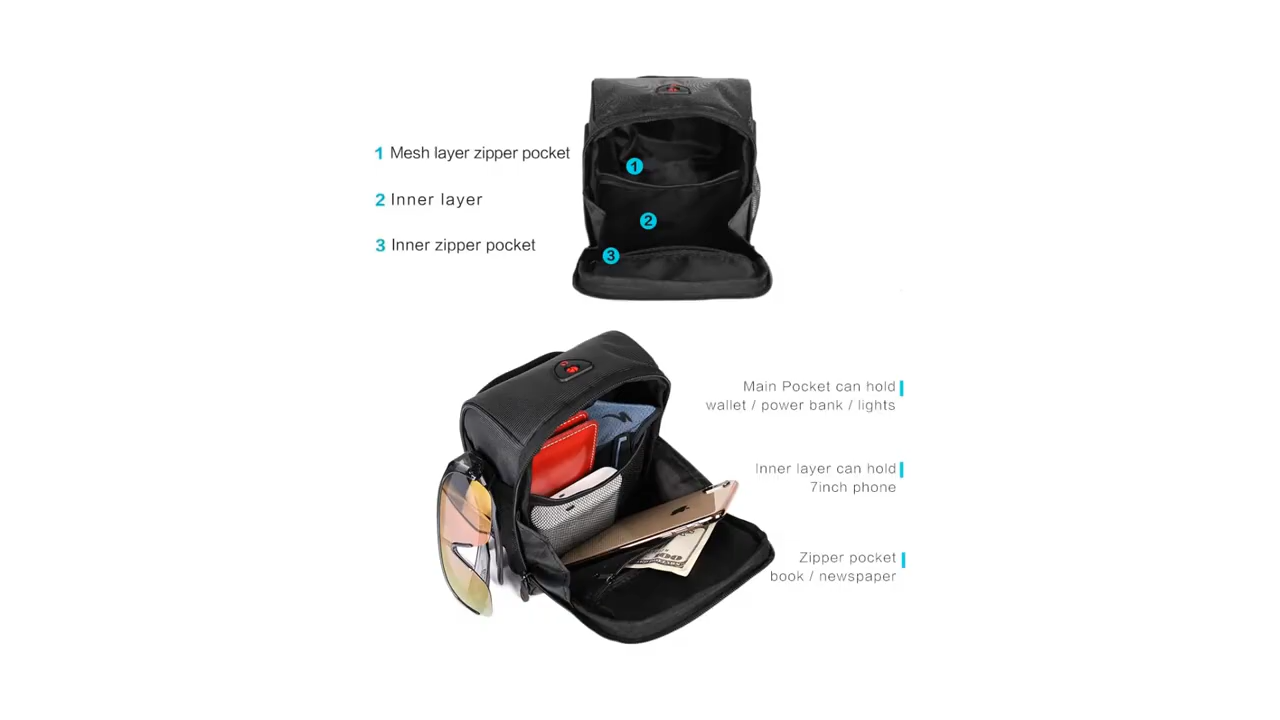 1 Mesh layer zipper pocket
2 Inner layer
3 Inner zipper pocket
1
2
3
Main Pocket can hold
wallet / power bank / lights
Inner layer can hold
7inch phone
Zipper pocket
book / newspaper